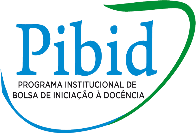 Pibid
PROGRAMA INSTITUCIONAL DE
BOLSA DE INICIAÇÃO À DOCÊNCIA